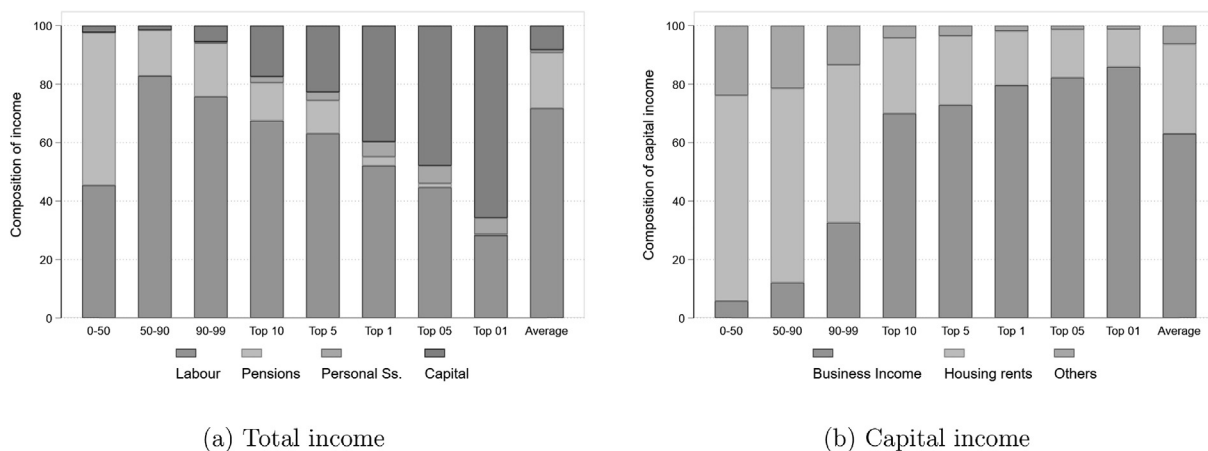 Composition of income
100
80
60
40
20
0
0-50 50-90 90-99 Top 10 Top 5 Top 1 Top 05 Top 01 Average
Labour Pensions Personal Ss. Capital
(a) Total income
Composition of capital income
100
80
60
40
20
0
0-50 50-90 90-99 Top 10 Top 5 Top 1 Top 05 Top 01 Average
Business Income Housing rents Others
(b) Capital income